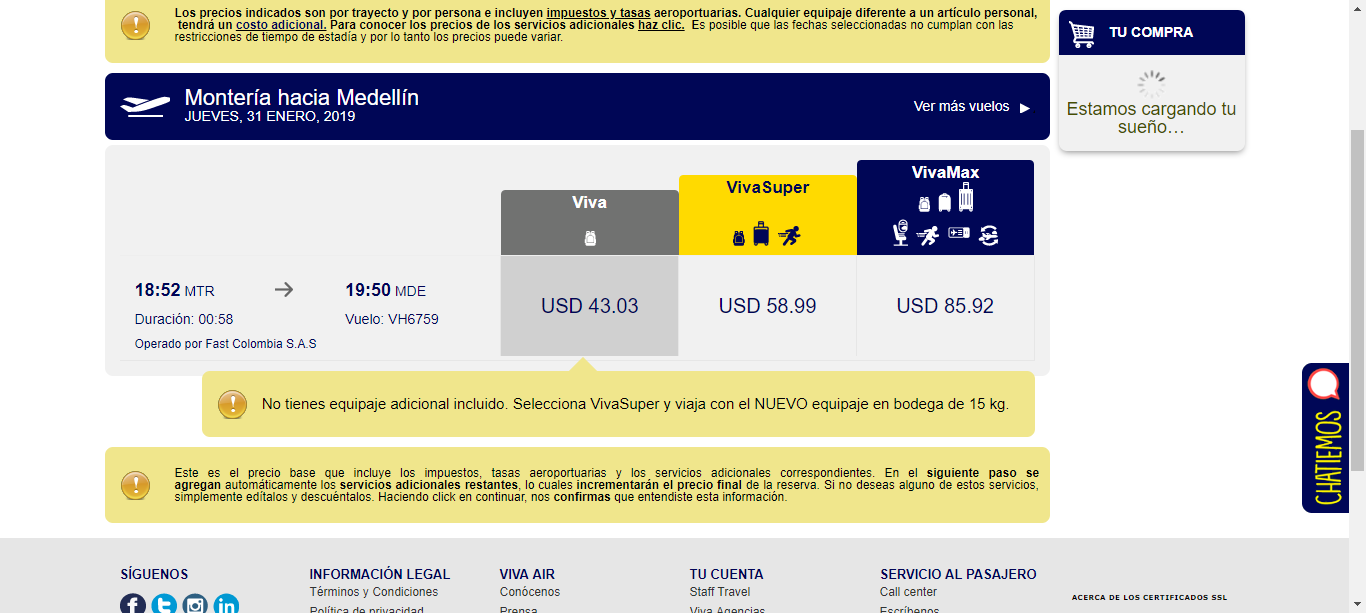 Los precios indicados son por trayecto y por persona e incluyen impuestos y tasas aeroportuarias. Cualquier equipaje diferente a un artículo personal,
tendrá un costo adicional. Para conocer los precios de los servicios adicionales haz clic. Es posible que las fechas seleccionadas no cumplan con las
restricciones de tiempo de estadía y por lo tanto los precios puede variar.
TU COMPRA
Estamos cargando tu
sueño…
Montería hacia Medellín
JUEVES, 31 ENERO, 2019
Ver más vuelos
Viva
VivaSuper
VivaMax
18:52 MTR
19:50 MDE
USD 43.03
USD 58.99
USD 85.92
Duración: 00:58
Vuelo: VH6759
Operado por Fast Colombia S.A.S
No tienes equipaje adicional incluido. Selecciona VivaSuper y viaja con el NUEVO equipaje en bodega de 15 kg.
CHATIEMOS
Este es el precio base que incluye los impuestos, tasas aeroportuarias y los servicios adicionales correspondientes. En el siguiente paso se
agregan automáticamente los servicios adicionales restantes, lo cuales incrementarán el precio final de la reserva. Si no deseas alguno de estos servicios,
simplemente edítalos y descuéntalos. Haciendo click en continuar, nos confirmas que entendiste esta información.
SÍGUENOS
INFORMACIÓN LEGAL
Términos y Condiciones
Política de privacidad
VIVA AIR
Conócenos
Prensa
TU CUENTA
Staff Travel
Viva Agencias
SERVICIO AL PASAJERO
Call center
Escríbenos
ACERCA DE LOS CERTIFICADOS SSL